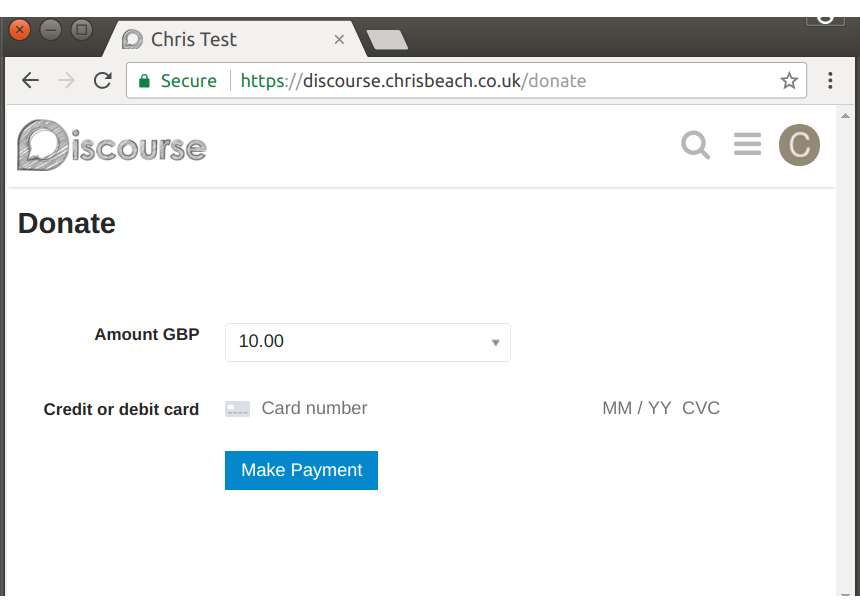 Chris Test
Secure https://discourse.chrisbeach.co.uk/donate
Discourse
C
Donate
Amount GBP 10.00
Credit or debit card Card number MM / YY CVC
Make Payment